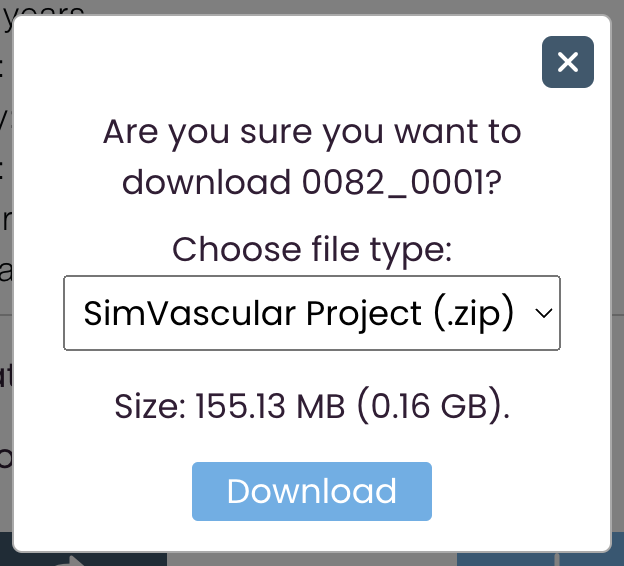 years
Are you sure you want to
download 0082_0001?
Choose file type:
SimVascular Project (.zip)
Size: 155.13 MB (0.16 GB).
Download